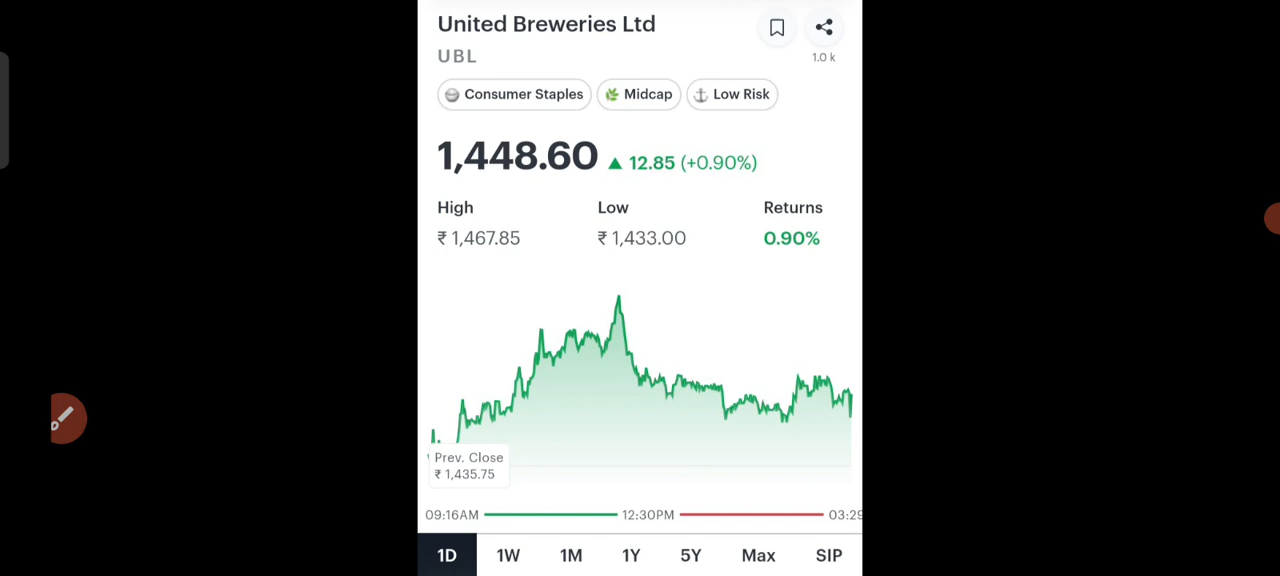 United Breweries Ltd
UBL
1.0 k
Consumer Staples Midcap Low Risk
1,448.60 ▲ 12.85 (+0.90%)
High Low Returns
₹ 1,467.85 ₹ 1,433.00 0.90%
Prev. Close
₹ 1,435.75
09:16AM 12:30PM 03:29
1D 1W 1M 1Y 5Y Max SIP